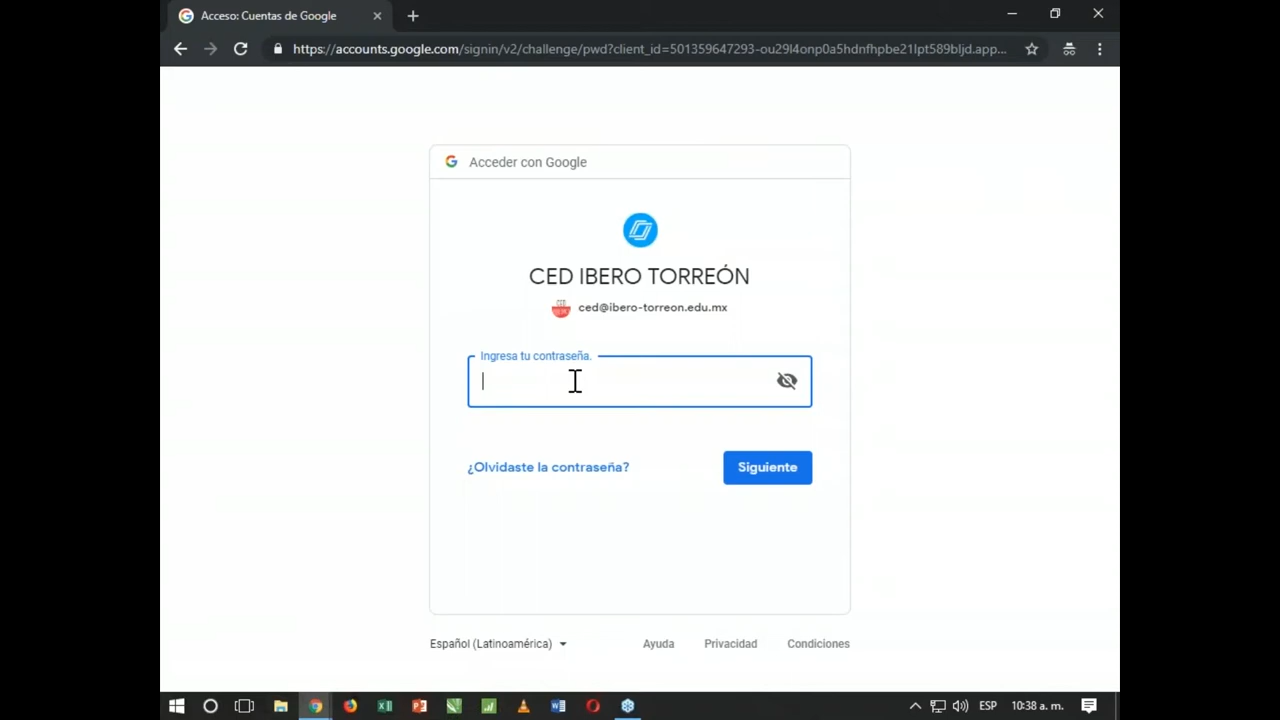 Acceso: Cuentas de Google
https://accounts.google.com/signin/v2/challenge/pwd?client_id=501359647293-ou29l4onp0a5hdnfhpbe21lpt589bljd.app...
Acceder con Google
CED IBERO TORREÓN
ced@ibero-torreon.edu.mx
Ingresa tu contraseña.
¿Olvidaste la contraseña?
Siguiente
Español (Latinoamérica)
Ayuda
Privacidad
Condiciones
ESP
10:38 a. m.